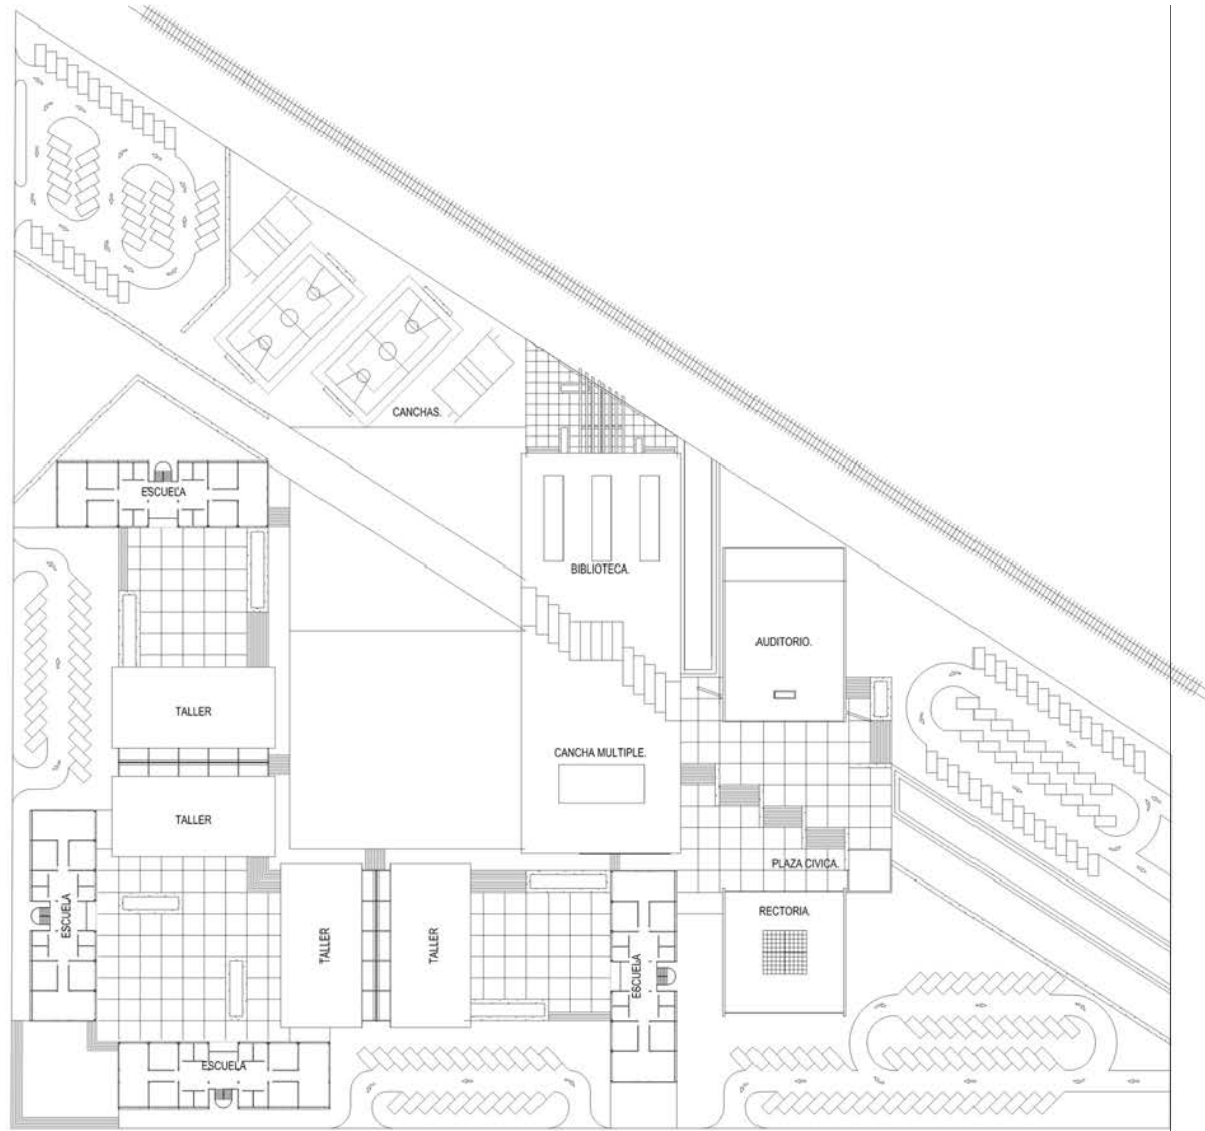 CANCHAS.
ESCUELA
BIBLIOTECA.
AUDITORIO.
TALLER
CANCHA MULTIPLE.
TALLER
PLAZA CIVICA.
ESCUELA
RECTORIA.
TALLER
TALLER
ESCUELA
ESCUELA